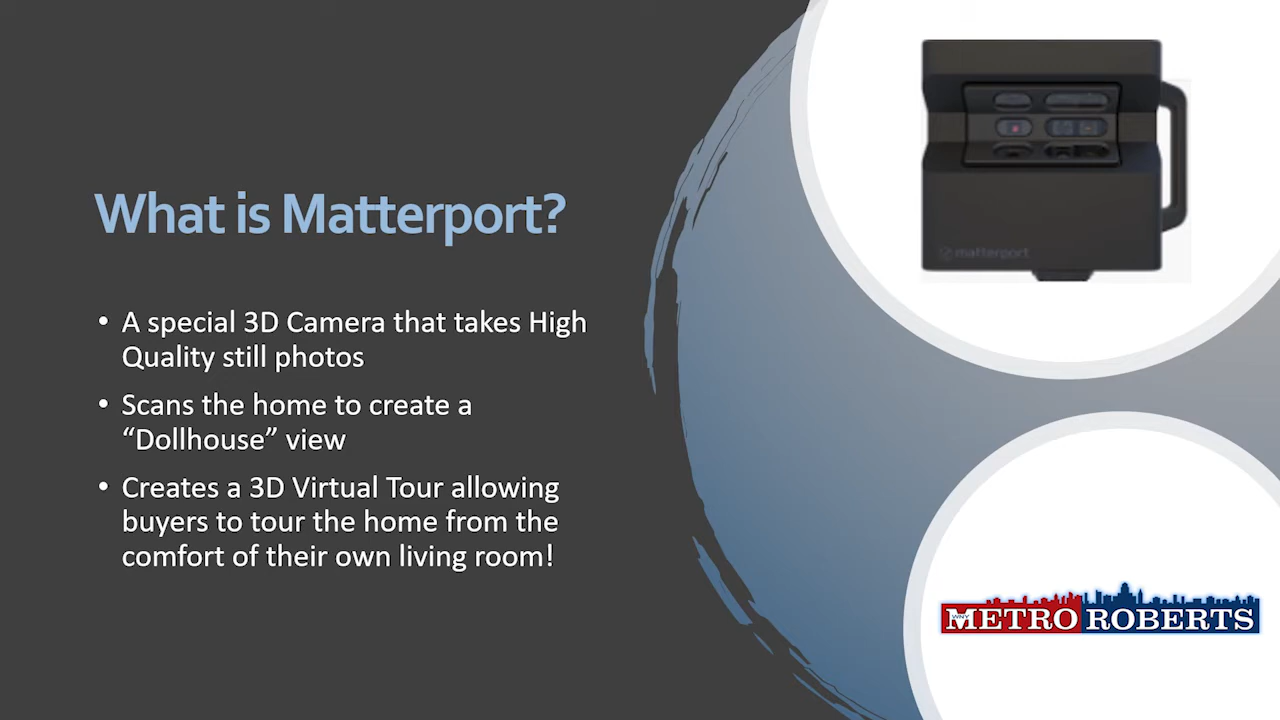 What is Matterport?
• A special 3D Camera that takes High
Quality still photos
• Scans the home to create a
“Dollhouse” view
• Creates a 3D Virtual Tour allowing
buyers to tour the home from the
comfort of their own living room!
matterport
WNY METRO ROBERTS